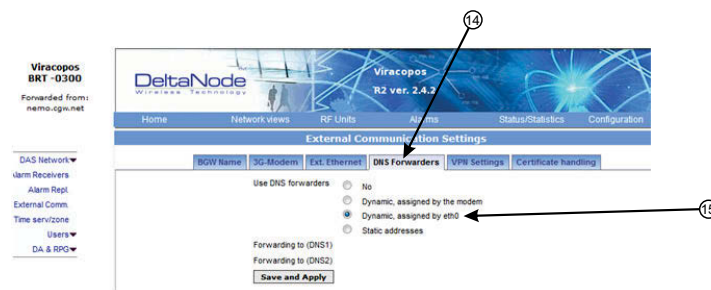 14
Viracopos
BRT -0300
Forwarded from:
nemo.cgw.net
DeltaNode
Wireless Technology
Viracopos
R2 ver. 2.4.2
Home Network views RF Units Alarms Status/Statistics Configuration
External Communication Settings
BGW Name 3G-Modem Ext. Ethernet DNS Forwarders VPN Settings Certificate handling
DAS Network
Alarm Receivers
Alarm Repl.
External Comm.
Time serv/zone
Users
DA & RPG
Use DNS forwarders
No
Dynamic, assigned by the modem
Dynamic, assigned by eth0
15
Static addresses
Forwarding to (DNS1)
Forwarding to (DNS2)
Save and Apply